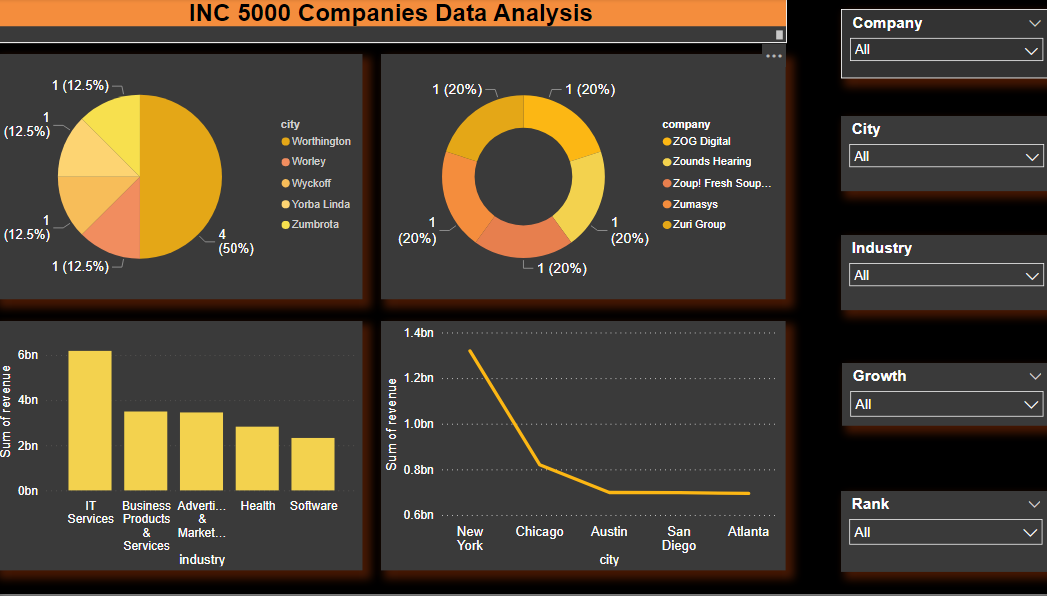 INC 5000 Companies Data Analysis
1 (12.5%)
1
(12.5%)
1
(12.5%)
1 (12.5%)
4
(50%)
city
Worthington
Worley
Wyckoff
Yorba Linda
Zumbrota
1 (20%)
1 (20%)
1
(20%)
1
(20%)
1 (20%)
company
ZOG Digital
Zounds Hearing
Zoup! Fresh Soup...
Zumasys
Zuri Group
Sum of revenue
6bn
4bn
2bn
0bn
IT
Services
Business
Products
&
Services
Adverti...
&
Market...
Health
Software
industry
Sum of revenue
1.4bn
1.2bn
1.0bn
0.8bn
0.6bn
New
York
Chicago
Austin
San
Diego
Atlanta
city
Company
All
City
All
Industry
All
Growth
All
Rank
All